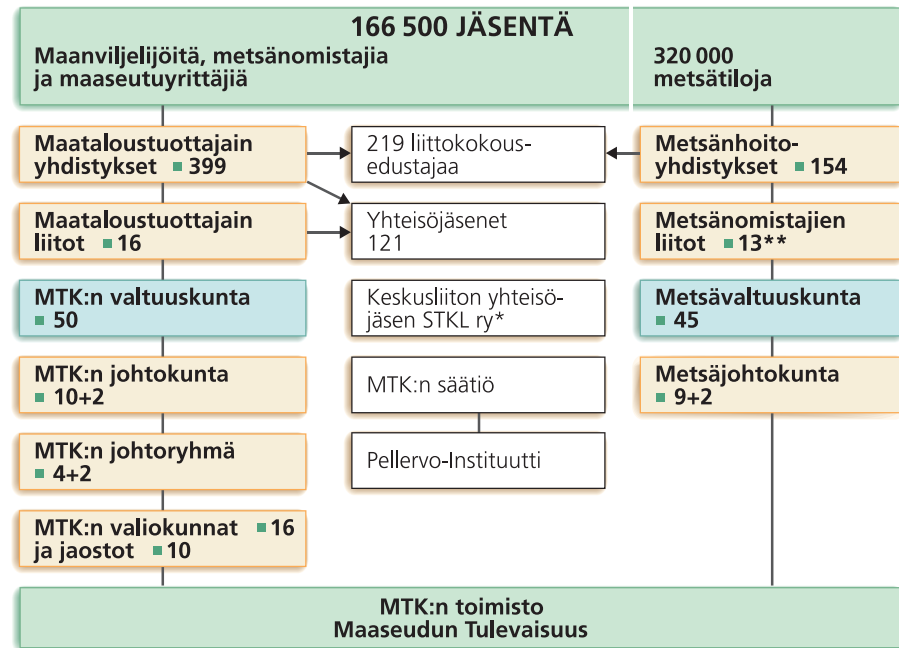 166 500 JÄSENTÄ
Maanviljelijöitä, metsänomistajia
ja maaseutuyrittäjiä
320 000
metsätiloja
Maataloustuottajain
yhdistykset ▪ 399
219 liittokokous-
edustajaa
Metsänhoito-
yhdistykset ▪ 154
Maataloustuottajain
liitot ▪ 16
Yhteisöjäsenet
121
Metsänomistajien
liitot ▪ 13**
MTK:n valtuuskunta
▪ 50
Keskusliiton yhteisö-
jäsen STKL ry*
Metsävaltuuskunta
▪ 45
MTK:n johtokunta
▪ 10+2
MTK:n säätiö
Metsäjohtokunta
▪ 9+2
MTK:n johtoryhmä
▪ 4+2
Pellervo-Instituutti
MTK:n valiokunnat ▪ 16
ja jaostot ▪ 10
MTK:n toimisto
Maaseudun Tulevaisuus